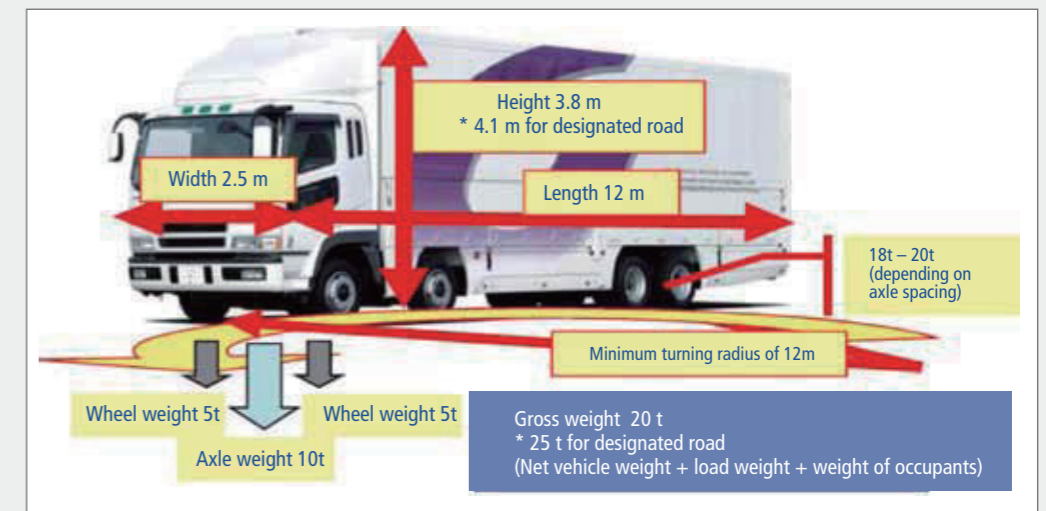 Height 3.8 m
* 4.1 m for designated road
Width 2.5 m
Length 12 m
18t – 20t
(depending on
axle spacing)
Minimum turning radius of 12m
Wheel weight 5t
Wheel weight 5t
Axle weight 10t
Gross weight 20 t
* 25 t for designated road
(Net vehicle weight + load weight + weight of occupants)